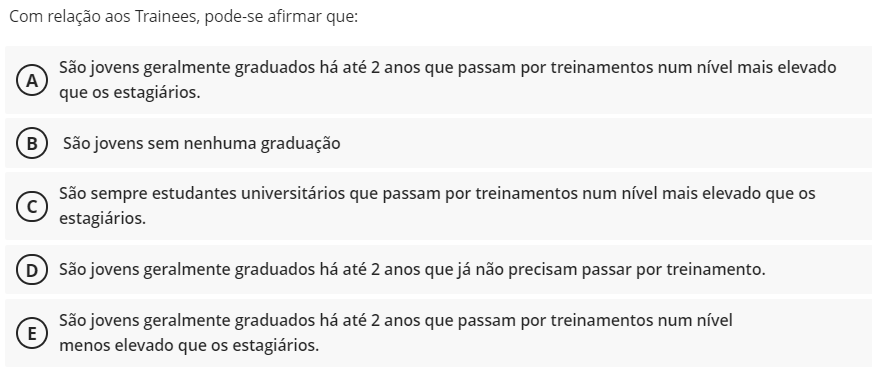 Com relação aos Trainees, pode-se afirmar que:
A
São jovens geralmente graduados há até 2 anos que passam por treinamentos num nível mais elevado
que os estagiários.
B
São jovens sem nenhuma graduação
C
São sempre estudantes universitários que passam por treinamentos num nível mais elevado que os
estagiários.
D
São jovens geralmente graduados há até 2 anos que já não precisam passar por treinamento.
E
São jovens geralmente graduados há até 2 anos que passam por treinamentos num nível
menos elevado que os estagiários.